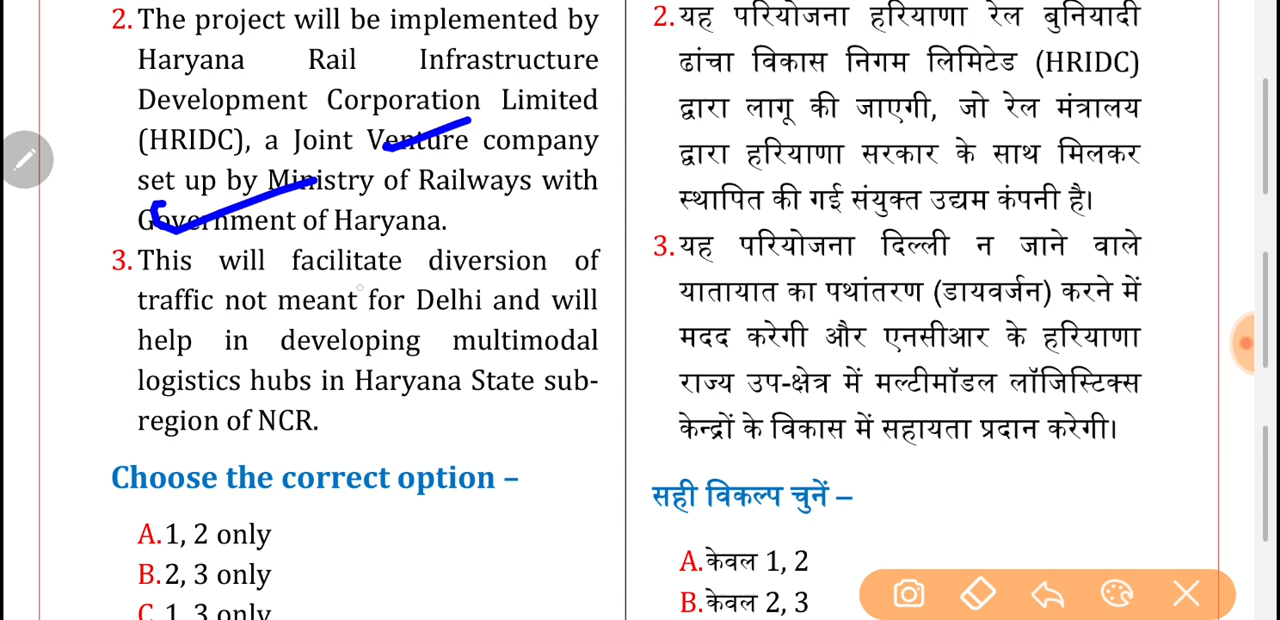 2. The project will be implemented by
Haryana Rail Infrastructure
Development Corporation Limited
(HRIDC), a Joint Venture company
set up by Ministry of Railways with
Government of Haryana.
3. This will facilitate diversion of
traffic not meant for Delhi and will
help in developing multimodal
logistics hubs in Haryana State sub-
region of NCR.
Choose the correct option –
A. 1, 2 only
B. 2, 3 only
C. 1, 3 only
2. यह परियोजना हरियाणा रेल बुनियादी
ढांचा विकास निगम लिमिटेड (HRIDC)
द्वारा लागू की जाएगी, जो रेल मंत्रालय
द्वारा हरियाणा सरकार के साथ मिलकर
स्थापित की गई संयुक्त उद्यम कंपनी है।
3. यह परियोजना दिल्ली न जाने वाले
यातायात का पथांतरण (डायवर्जन) करने में
मदद करेगी और एनसीआर के हरियाणा
राज्य उप-क्षेत्र में मल्टीमॉडल लॉजिस्टिक्स
केन्द्रों के विकास में सहायता प्रदान करेगी।
सही विकल्प चुनें –
A. केवल 1, 2
B. केवल 2, 3